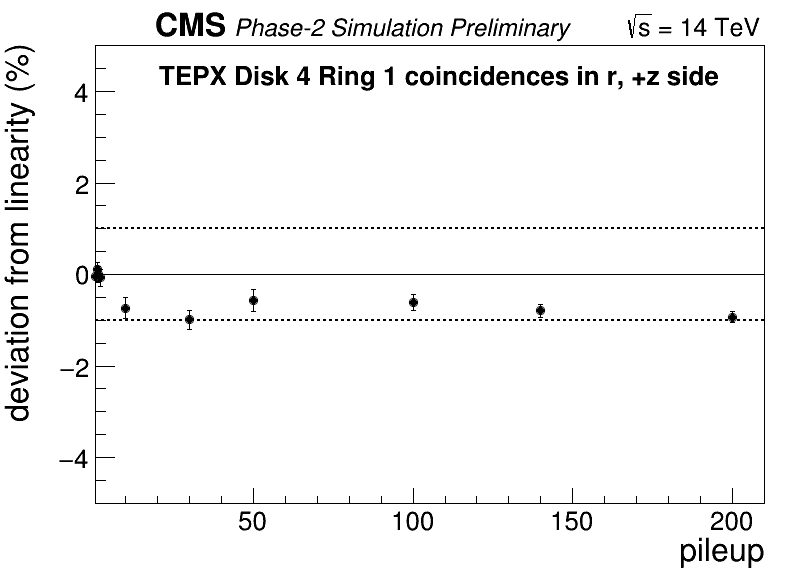 CMS Phase-2 Simulation Preliminary √s = 14 TeV
TEPX Disk 4 Ring 1 coincidences in r, +z side
deviation from linearity (%)
4
2
0
−2
−4
50 100 150 200
pileup